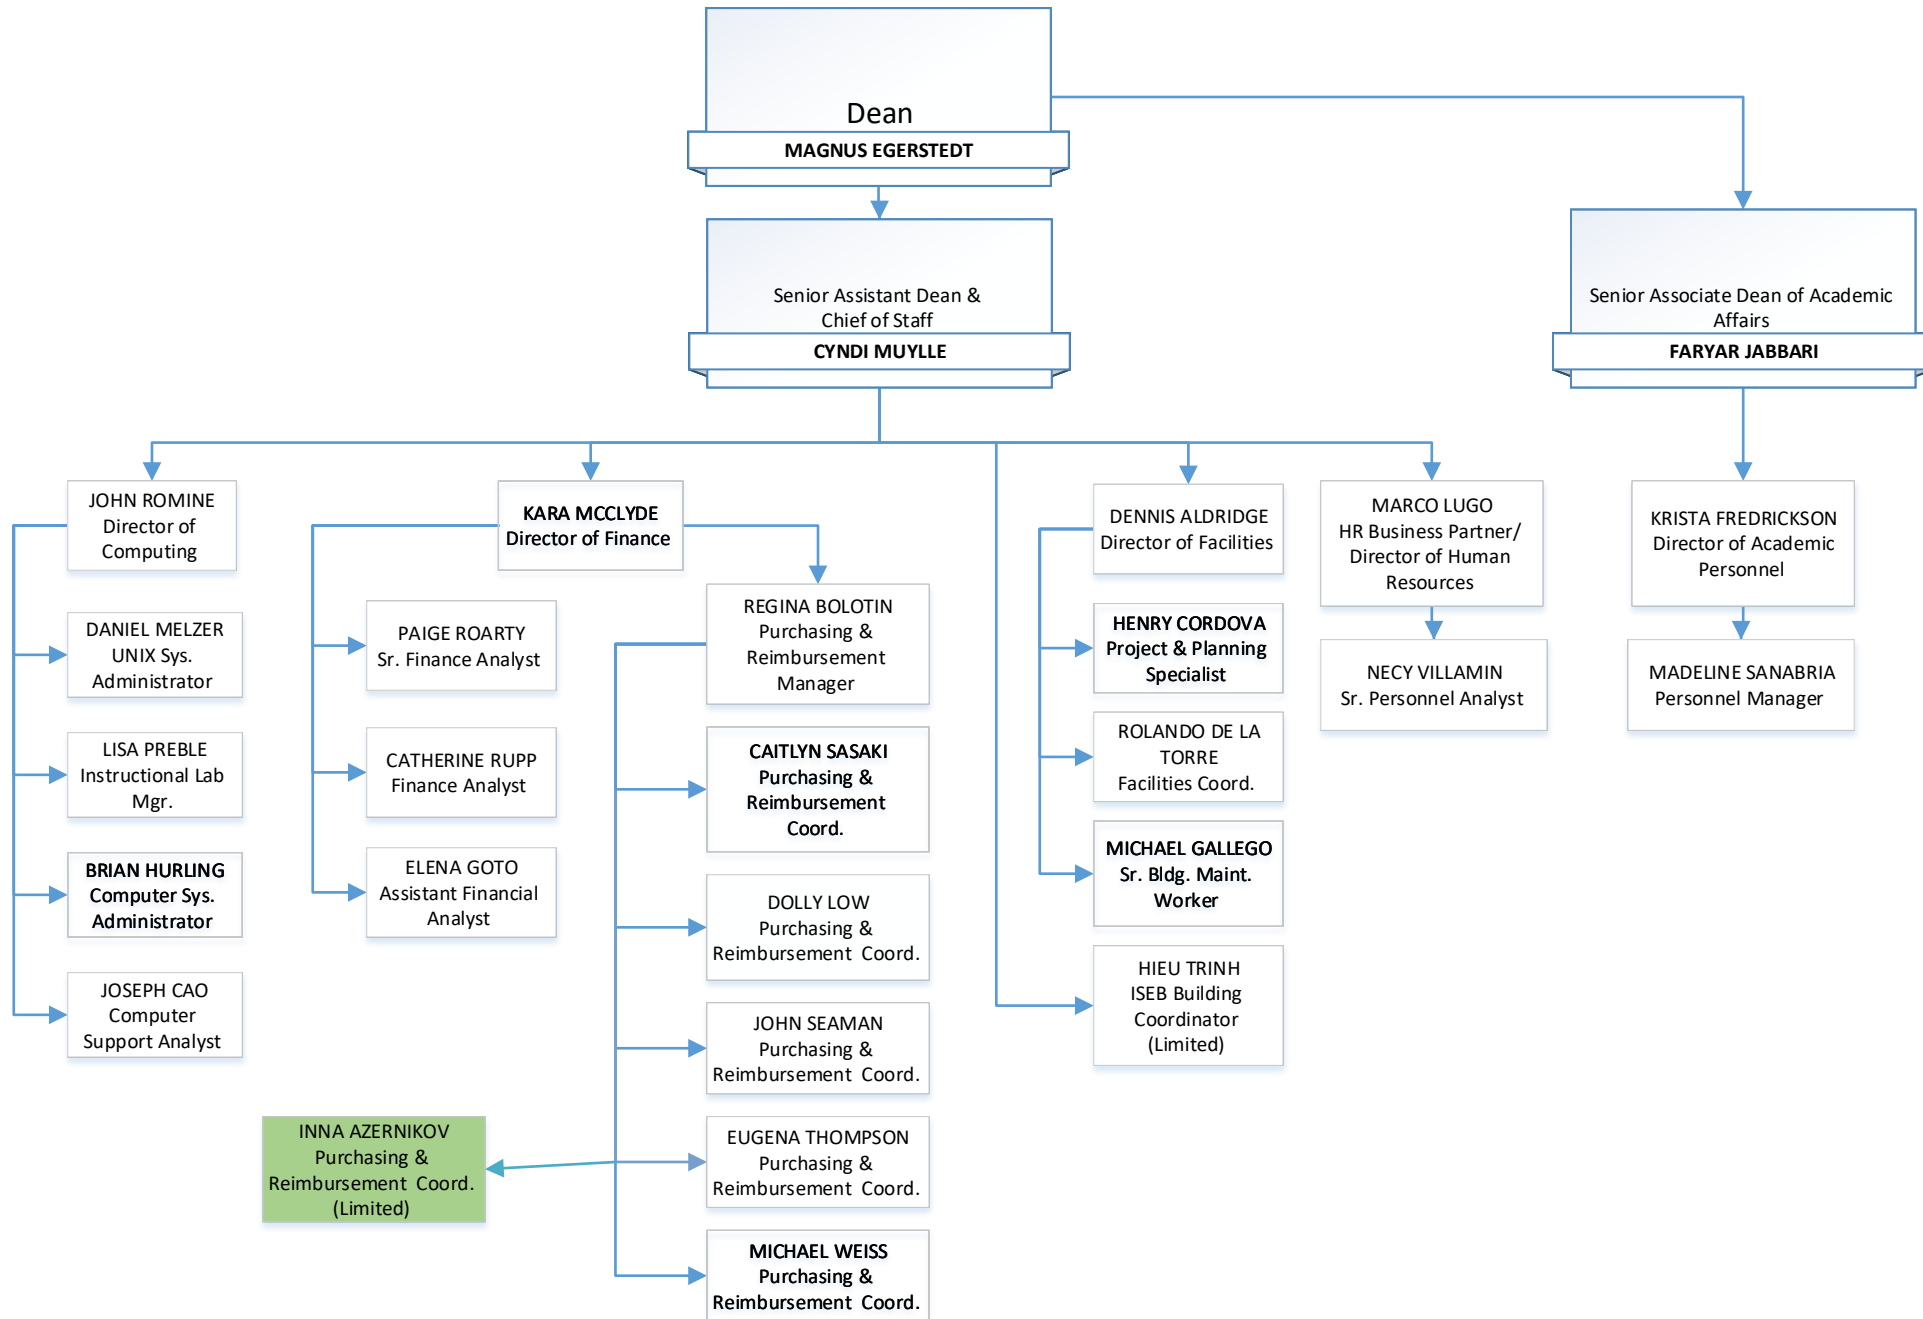 Dean
MAGNUS EGERSTEDT
Senior Assistant Dean &
Chief of Staff
CYNDI MUYLLE
Senior Associate Dean of Academic
Affairs
FARYAR JABBARI
JOHN ROMINE
Director of
Computing
DANIEL MELZER
UNIX Sys.
Administrator
LISA PREBLE
Instructional Lab
Mgr.
BRIAN HURLING
Computer Sys.
Administrator
JOSEPH CAO
Computer
Support Analyst
KARA MCCLYDE
Director of Finance
PAIGE ROARTY
Sr. Finance Analyst
CATHERINE RUPP
Finance Analyst
ELENA GOTO
Assistant Financial
Analyst
REGINA BOLOTIN
Purchasing &
Reimbursement
Manager
CAITLYN SASAKI
Purchasing &
Reimbursement
Coord.
DOLLY LOW
Purchasing &
Reimbursement Coord.
JOHN SEAMAN
Purchasing &
Reimbursement Coord.
INNA AZERNIKOV
Purchasing &
Reimbursement Coord.
(Limited)
EUGENA THOMPSON
Purchasing &
Reimbursement Coord.
MICHAEL WEISS
Purchasing &
Reimbursement Coord.
DENNIS ALDRIDGE
Director of Facilities
HENRY CORDOVA
Project & Planning
Specialist
ROLANDO DE LA
TORRE
Facilities Coord.
MICHAEL GALLEGO
Sr. Bldg. Maint.
Worker
HIEU TRINH
ISEB Building
Coordinator
(Limited)
MARCO LUGO
HR Business Partner/
Director of Human
Resources
NECY VILLAMIN
Sr. Personnel Analyst
KRISTA FREDRICKSON
Director of Academic
Personnel
MADELINE SANABRIA
Personnel Manager